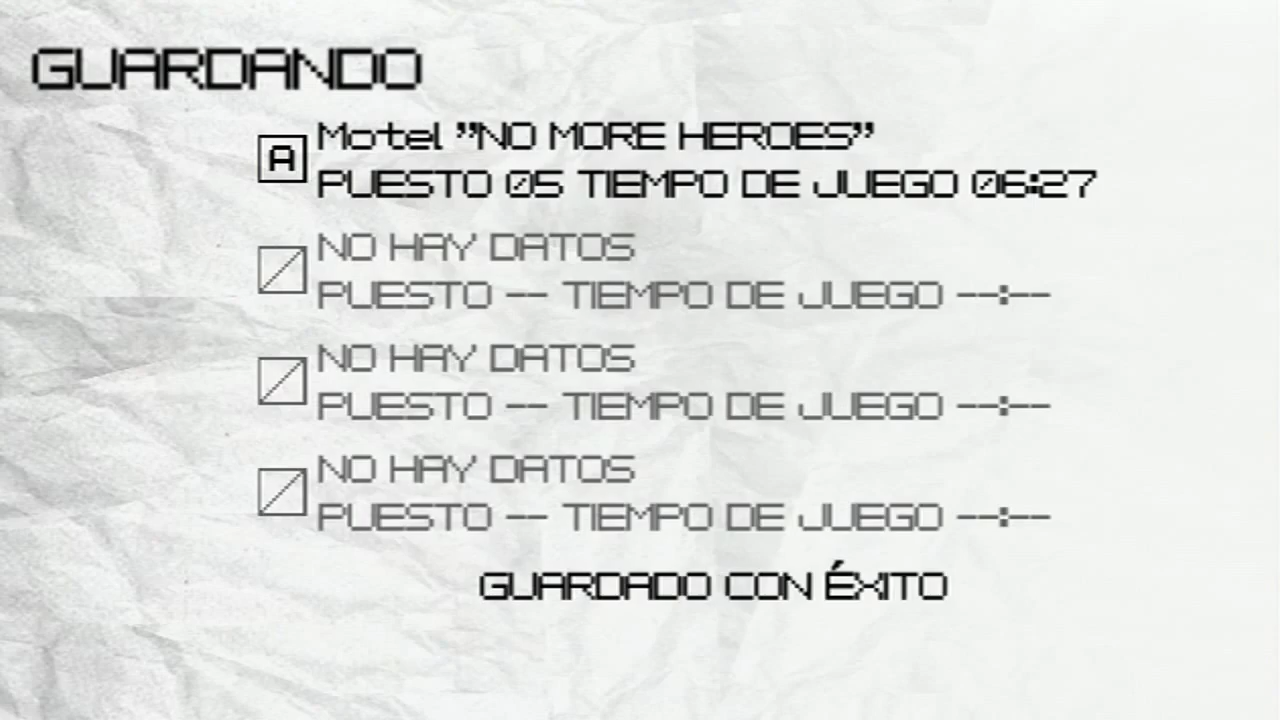 GUARDANDO
A
Motel ”NO MORE HEROES”
PUESTO 05 TIEMPO DE JUEGO 06:27
NO HAY DATOS
PUESTO -- TIEMPO DE JUEGO --:--
NO HAY DATOS
PUESTO -- TIEMPO DE JUEGO --:--
NO HAY DATOS
PUESTO -- TIEMPO DE JUEGO --:--
GUARDADO CON ÉXITO